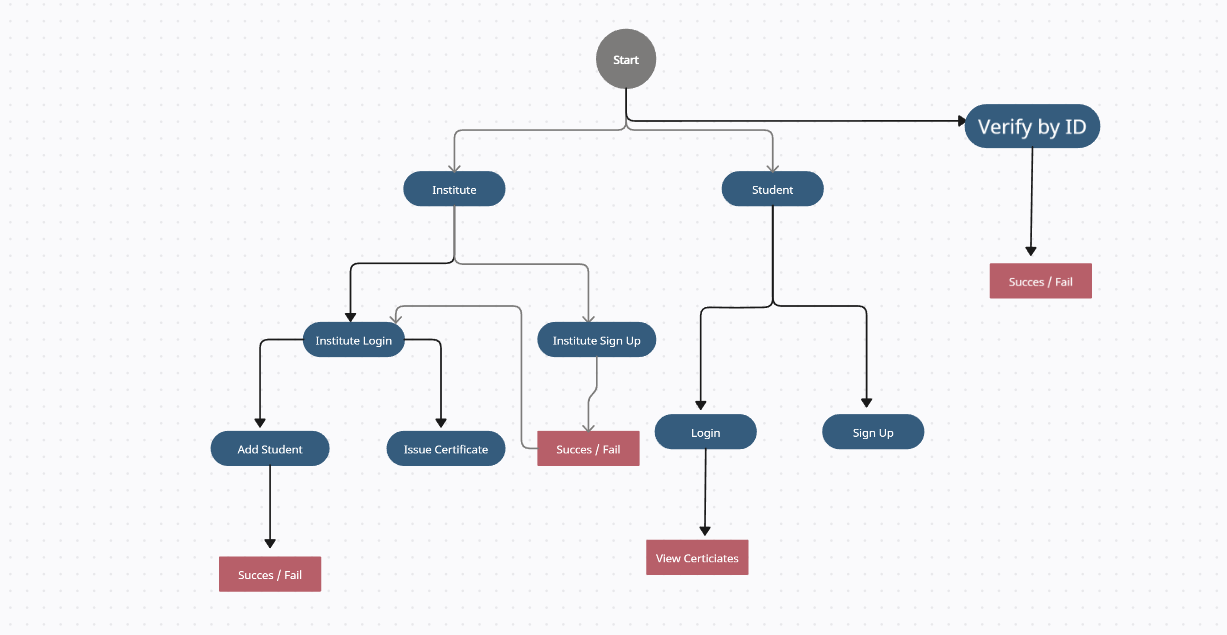 Start
Verify by ID
Institute
Student
Succes / Fail
Institute Login
Institute Sign Up
Add Student
Issue Certificate
Succes / Fail
Login
Sign Up
View Certiciates
Succes / Fail